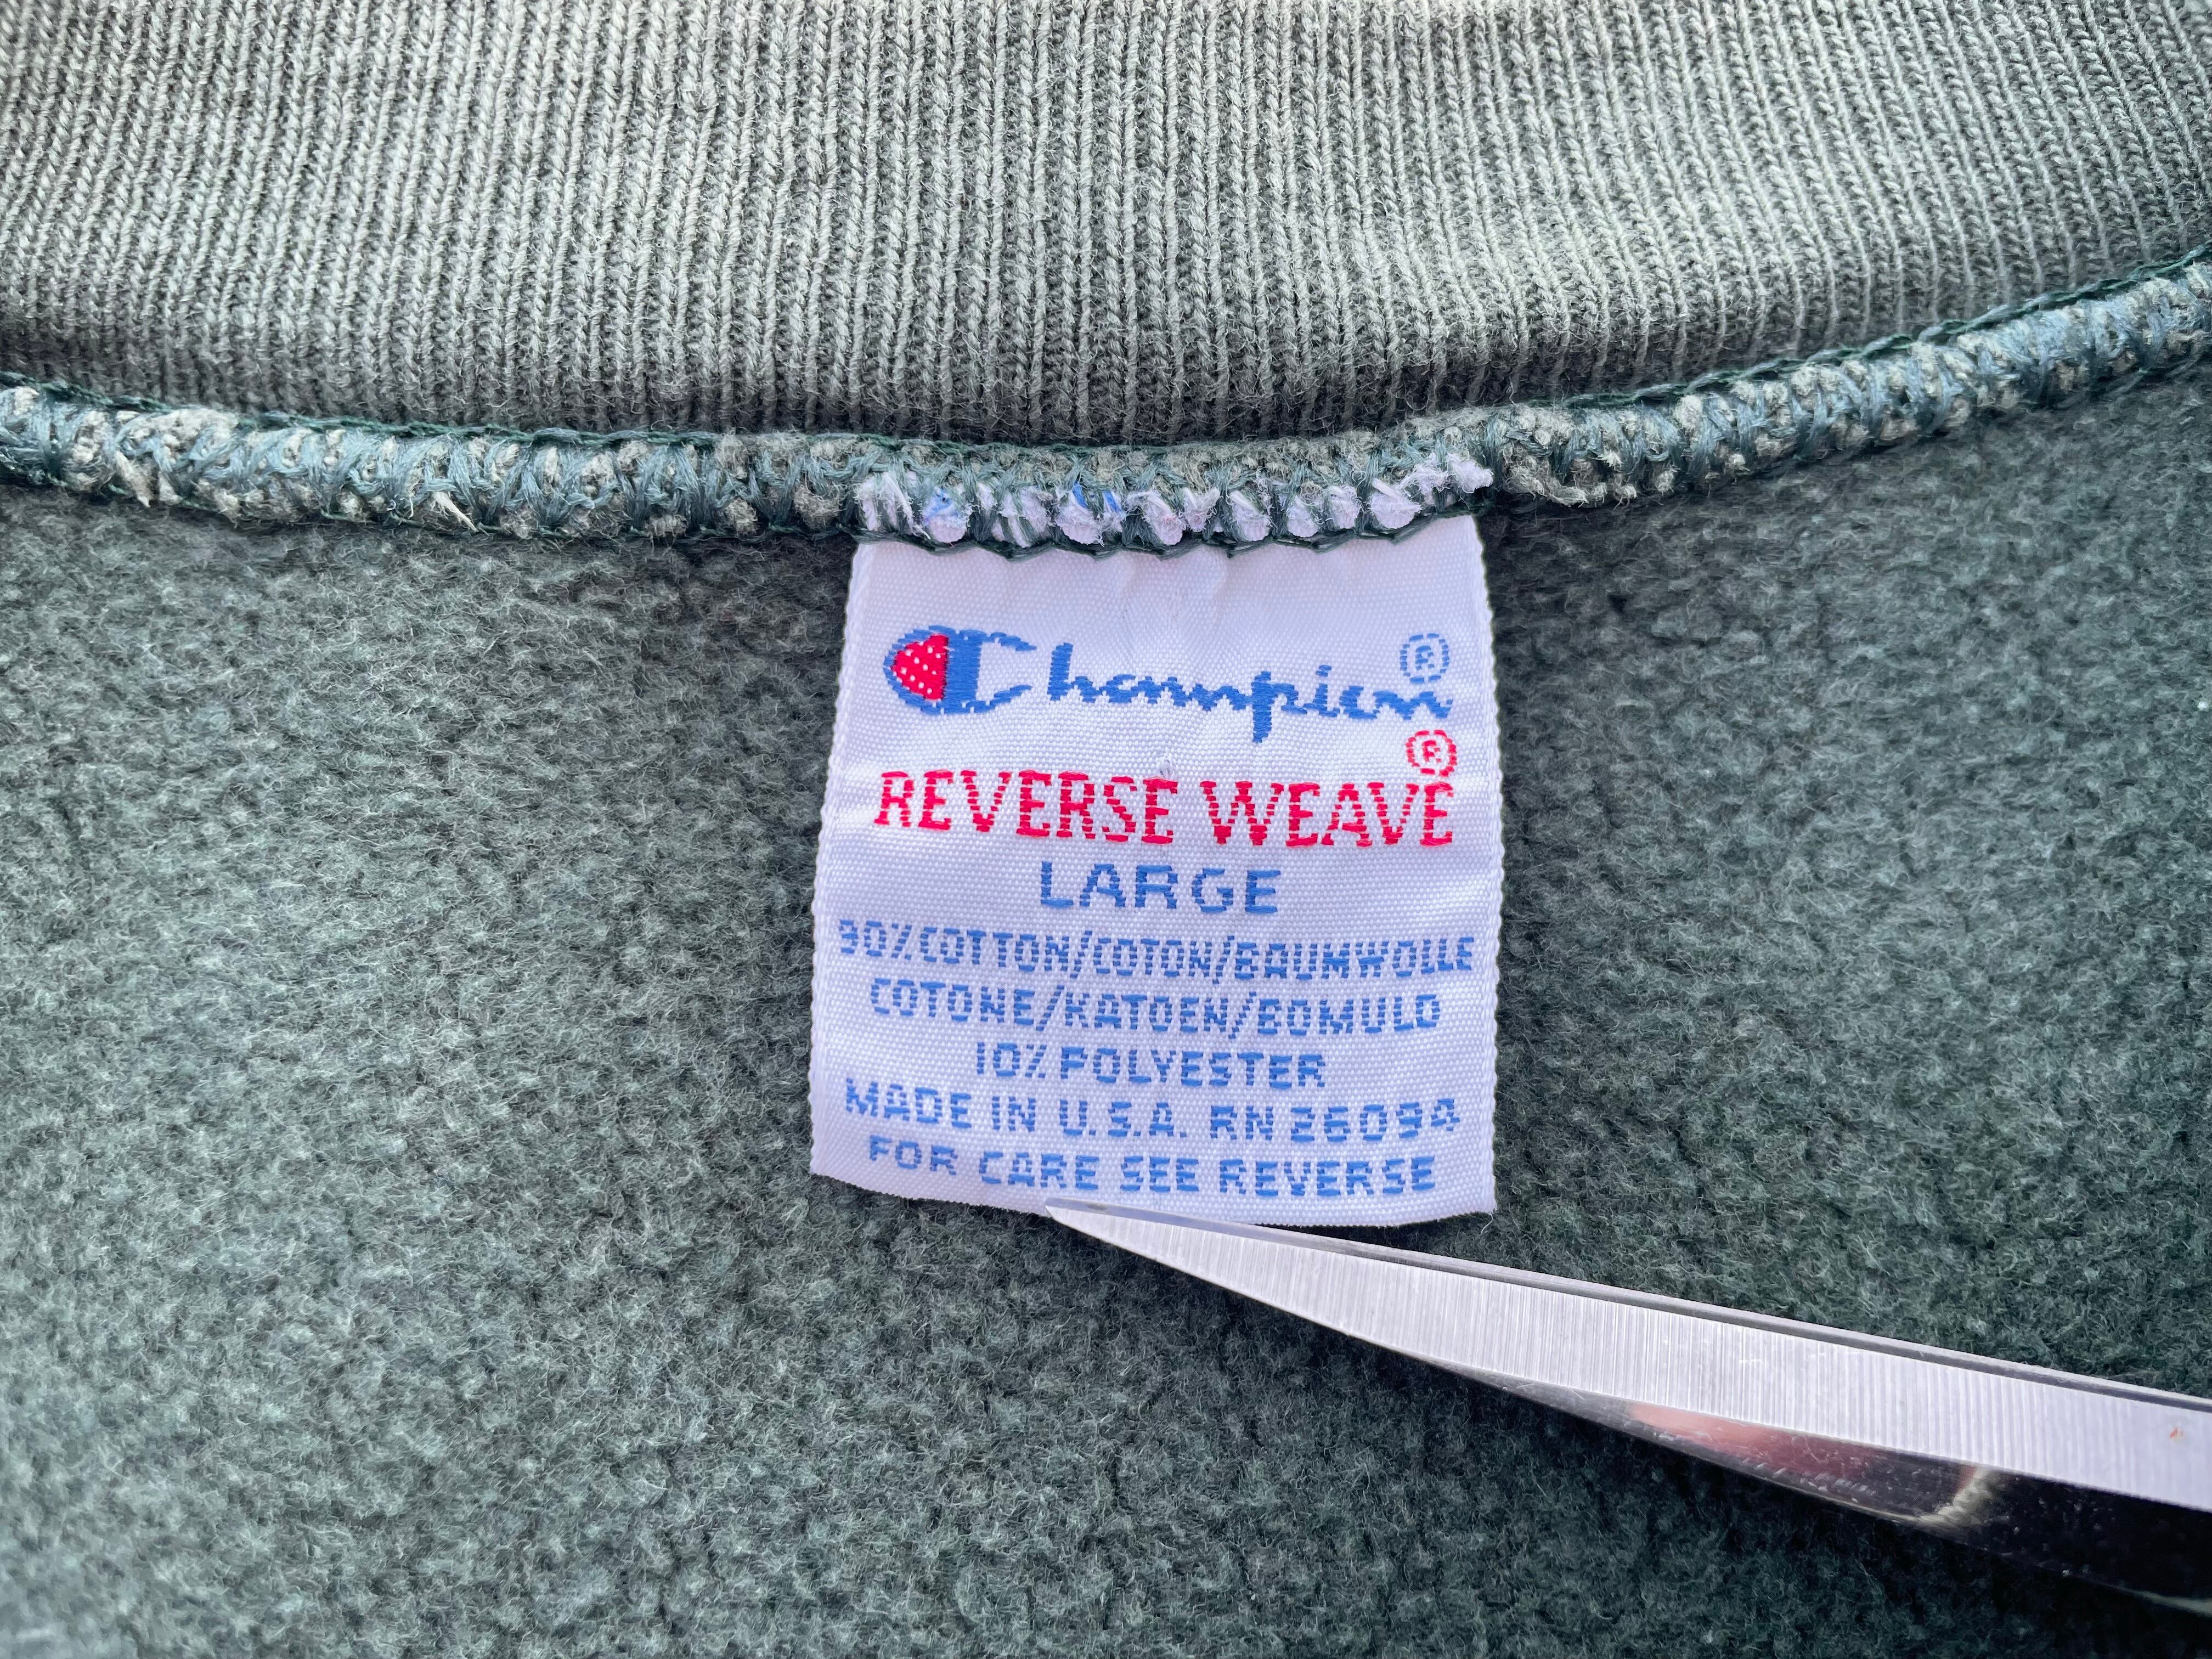 Champion®
REVERSE WEAVE®
LARGE
90% COTTON/COTON/BAUMWOLLE
COTONE/KATOEN/BOMULD
10% POLYESTER
MADE IN U.S.A. RN 26094
FOR CARE SEE REVERSE